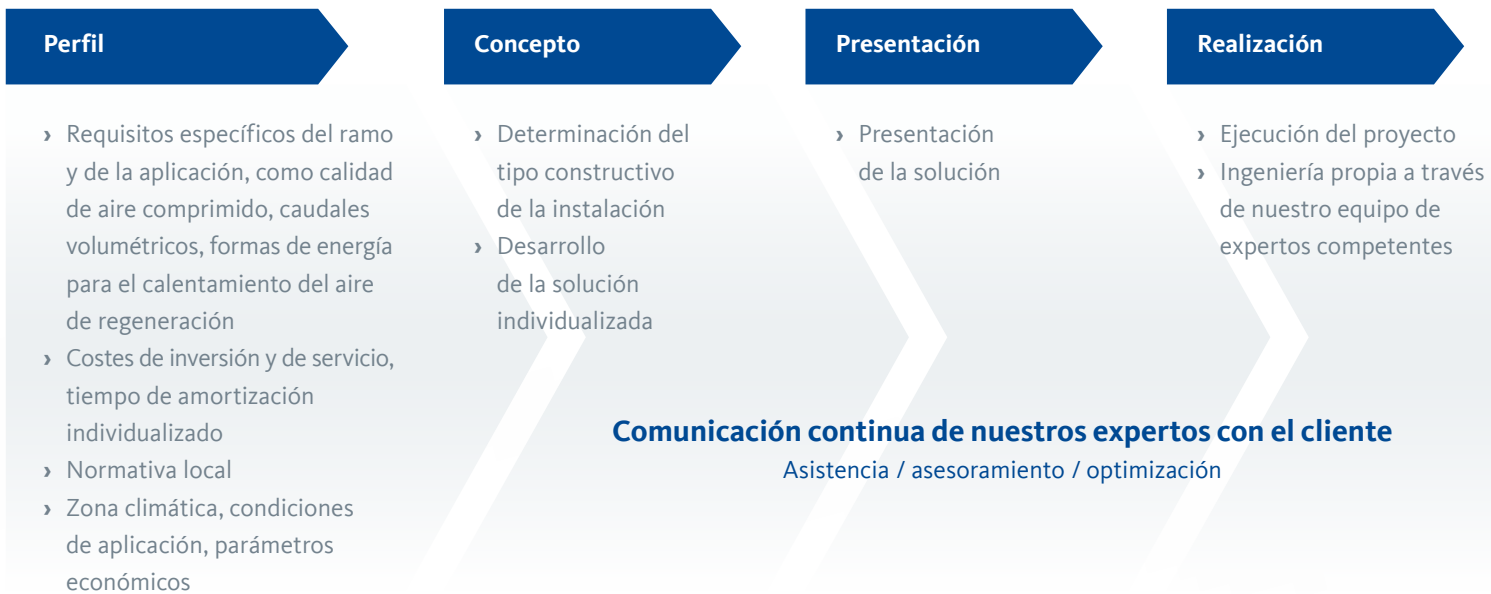 Perfil
› Requisitos específicos del ramo
y de la aplicación, como calidad
de aire comprimido, caudales
volumétricos, formas de energía
para el calentamiento del aire
de regeneración
› Costes de inversión y de servicio,
tiempo de amortización
individualizado
› Normativa local
› Zona climática, condiciones
de aplicación, parámetros
económicos
Concepto
› Determinación del
tipo constructivo
de la instalación
› Desarrollo
de la solución
individualizada
Presentación
› Presentación
de la solución
Realización
› Ejecución del proyecto
› Ingeniería propia a través
de nuestro equipo de
expertos competentes
Comunicación continua de nuestros expertos con el cliente
Asistencia / asesoramiento / optimización